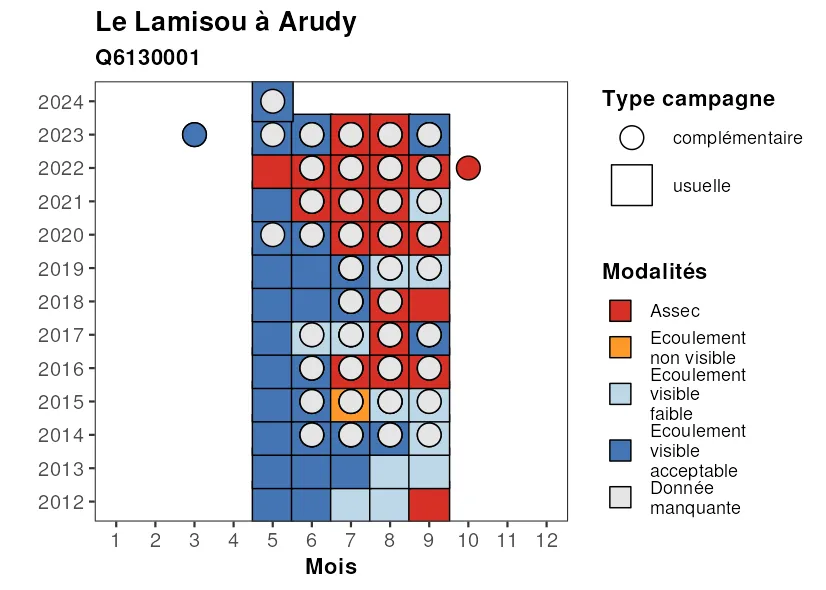 Le Lamisou à Arudy
Q6130001
2024
2023
2022
2021
2020
2019
2018
2017
2016
2015
2014
2013
2012
1 2 3 4 5 6 7 8 9 10 11 12
Mois
Type campagne
complémentaire
usuelle
Modalités
Assec
Ecoulement
non visible
Ecoulement
visible
faible
Ecoulement
visible
acceptable
Donnée
manquante